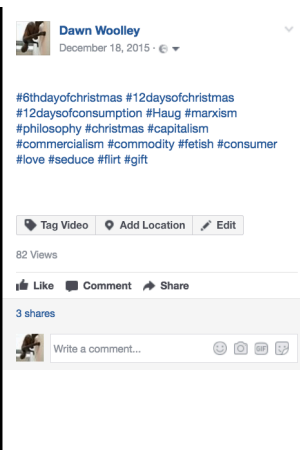 Dawn Woolley
December 18, 2015 ·
#6thdayofchristmas #12daysofchristmas
#12daysofconsumption #Haug #marxism
#philosophy #christmas #capitalism
#commercialism #commodity #fetish #consumer
#love #seduce #flirt #gift
Tag Video Add Location Edit
82 Views
Like Comment Share
3 shares
Write a comment... GIF